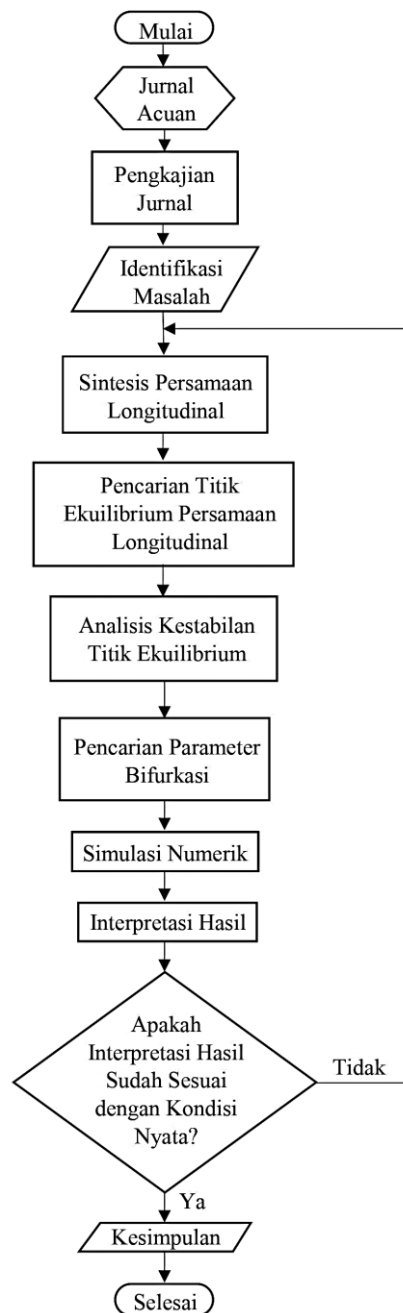 Mulai
Jurnal
Acuan
Pengkajian
Jurnal
Identifikasi
Masalah
Sintesis Persamaan
Longitudinal
Pencarian Titik
Ekuilibrium Persamaan
Longitudinal
Analisis Kestabilan
Titik Ekuilibrium
Pencarian Parameter
Bifurkasi
Simulasi Numerik
Interpretasi Hasil
Apakah
Interpretasi Hasil
Sudah Sesuai
dengan Kondisi
Nyata?
Tidak
Ya
Kesimpulan
Selesai